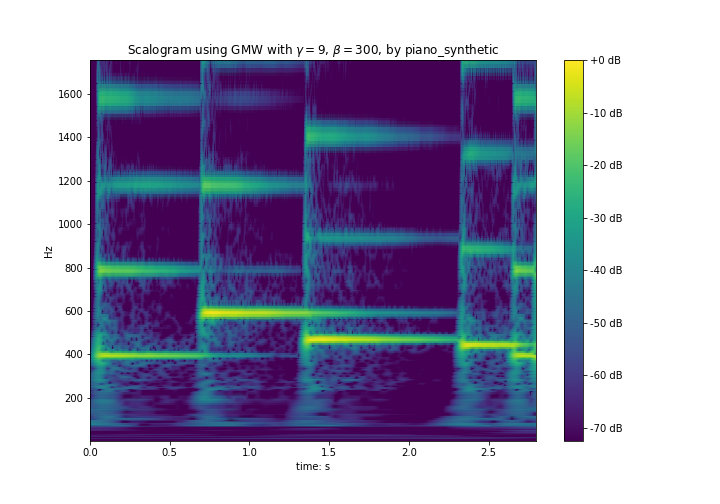 Scalogram using GMW with γ = 9, β = 300, by piano_synthetic
Hz
1600
1400
1200
1000
800
600
400
200
0.0 0.5 1.0 1.5 2.0 2.5
time: s
+0 dB
-10 dB
-20 dB
-30 dB
-40 dB
-50 dB
-60 dB
-70 dB